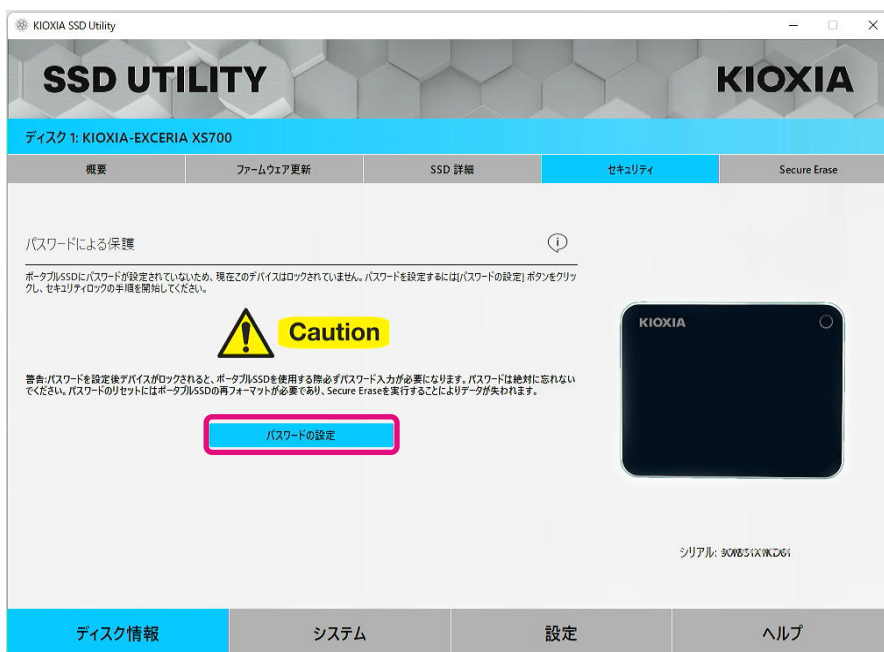 KIOXIA SSD Utility
SSD UTILITY
KIOXIA
ディスク 1: KIOXIA-EXCERIA XS700
概要
ファームウェア更新
SSD 詳細
セキュリティ
Secure Erase
パスワードによる保護
ポータブルSSDにパスワードが設定されていないため、現在このデバイスはロックされていません。パスワードを設定するには[パスワードの設定] ボタンをクリッ
クし、セキュリティロックの手順を開始してください。
Caution
警告:パスワードを設定後デバイスがロックされると、ポータブルSSDを使用する際必ずパスワード入力が必要になります。パスワードは絶対に忘れない
でください。パスワードのリセットにはポータブルSSDの再フォーマットが必要であり、Secure Eraseを実行することによりデータが失われます。
パスワードの設定
KIOXIA
シリアル:
ディスク情報
システム
設定
ヘルプ